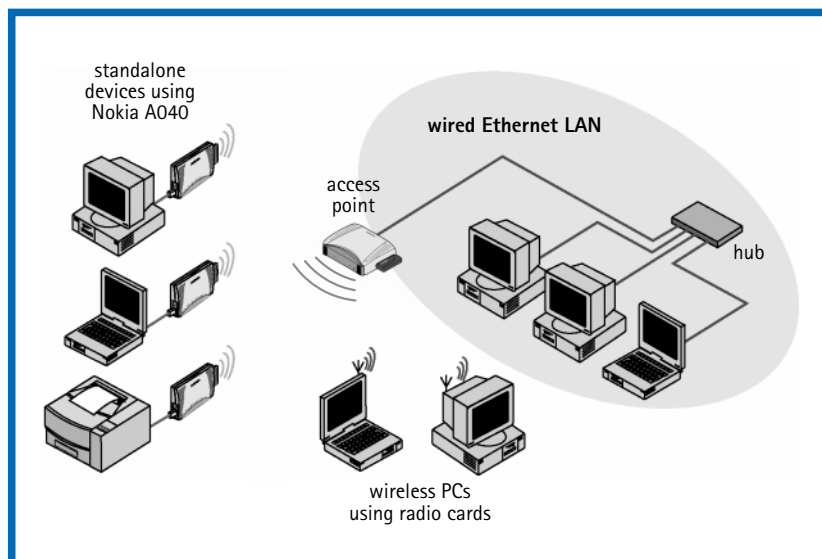 standalone
devices using
Nokia A040
wired Ethernet LAN
access
point
hub
wireless PCs
using radio cards